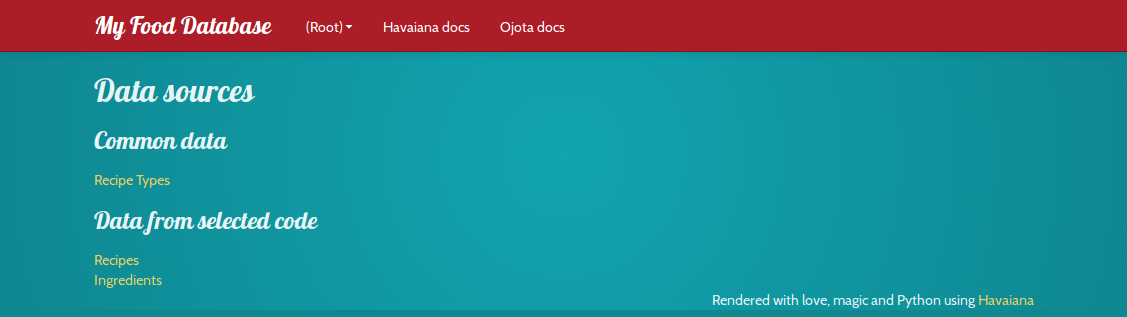 My Food Database (Root) Havaiana docs Ojota docs
Data sources
Common data
Recipe Types
Data from selected code
Recipes
Ingredients
Rendered with love, magic and Python using Havaiana